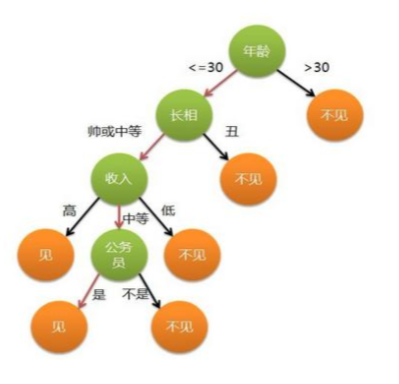 年龄
<=30
>30
长相
不见
帅或中等
丑
收入
不见
高
中等
低
见
公务
员
不见
是
不是
见
不见